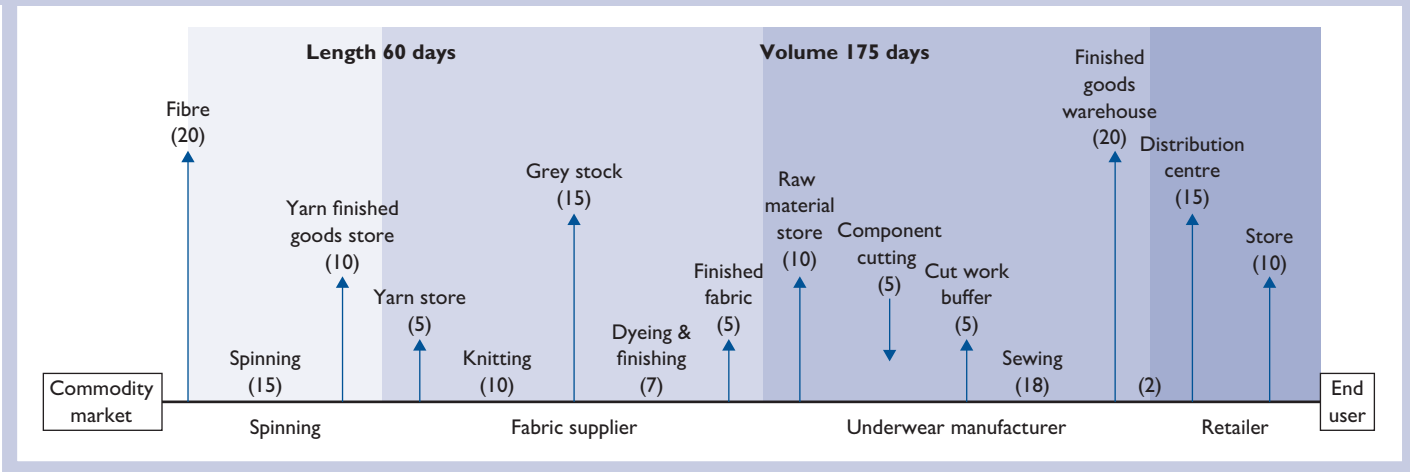 Length 60 days
Volume 175 days
Fibre
(20)
Spinning
(15)
Yarn finished
goods store
(10)
Yarn store
(5)
Knitting
(10)
Grey stock
(15)
Dyeing &
finishing
(7)
Finished
fabric
(5)
Raw
material
store
(10)
Component
cutting
(5)
Cut work
buffer
(5)
Sewing
(18)
Finished
goods
warehouse
(20)
(2)
Distribution
centre
(15)
Store
(10)
Commodity
market
End
user
Spinning
Fabric supplier
Underwear manufacturer
Retailer